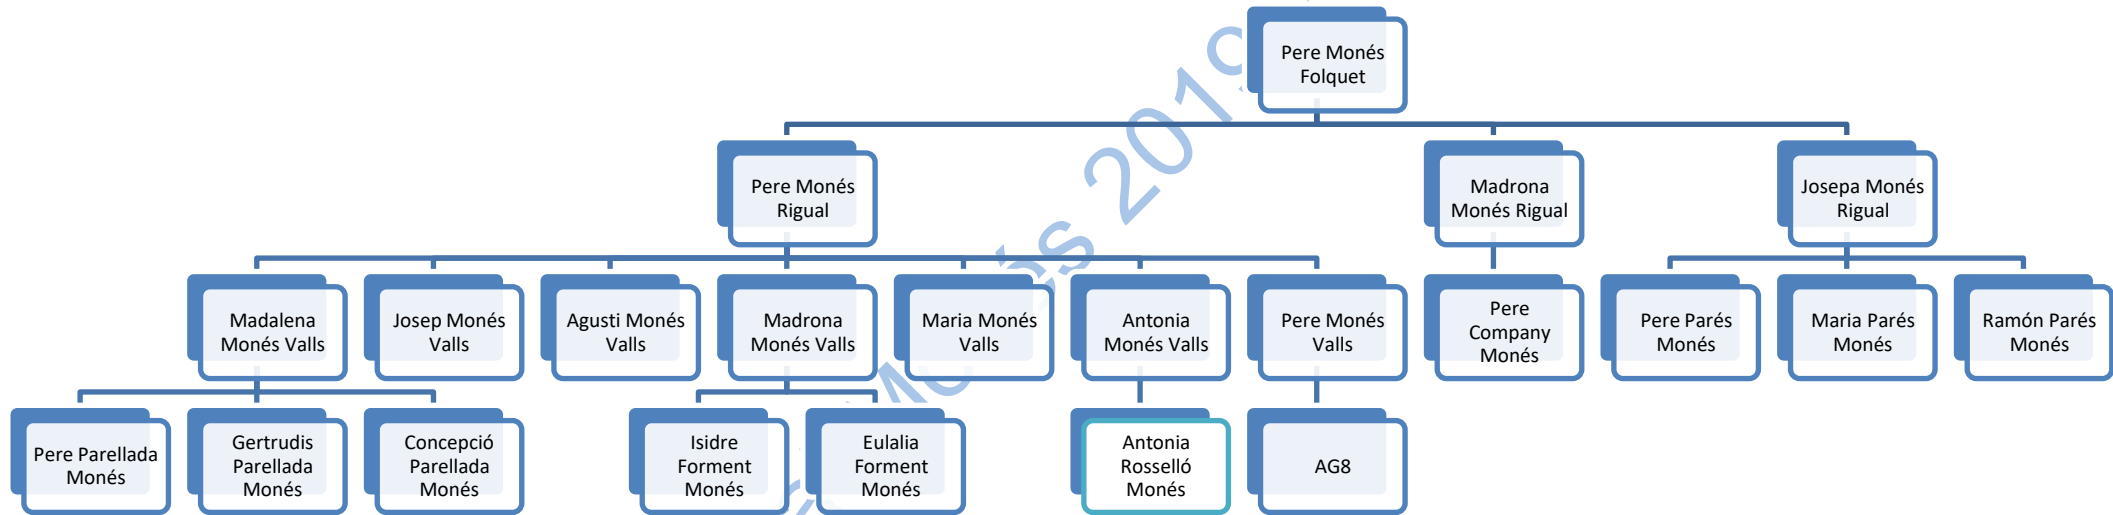 Pere Monés
Folquet
Pere Monés
Rigual
Madrona
Monés Rigual
Josepa Monés
Rigual
Madalena
Monés Valls
Josep Monés
Valls
Agusti Monés
Valls
Madrona
Monés Valls
Maria Monés
Valls
Antonia
Monés Valls
Pere Monés
Valls
Pere
Company
Monés
Pere Parés
Monés
Maria Parés
Monés
Ramón Parés
Monés
Pere Parellada
Monés
Gertrudis
Parellada
Monés
Concepció
Parellada
Monés
Isidre
Forment
Monés
Eulalia
Forment
Monés
Antonia
Rosselló
Monés
AG8
2019